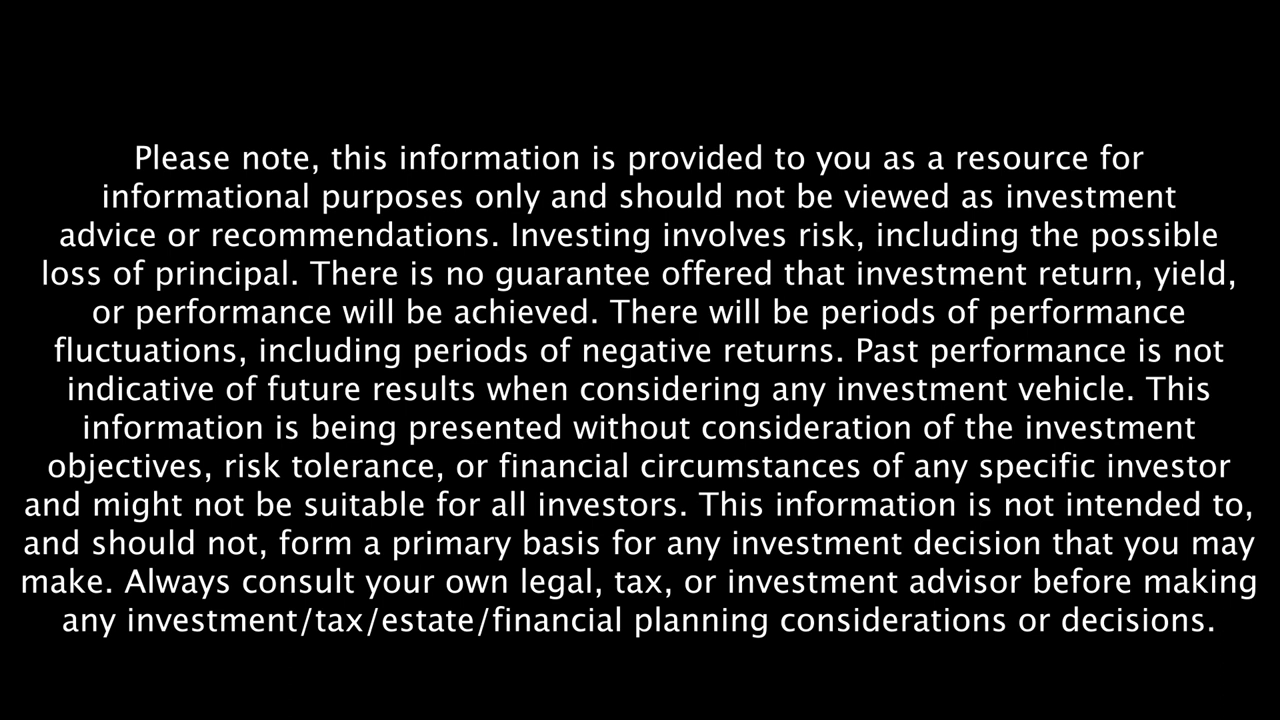 Please note, this information is provided to you as a resource for
informational purposes only and should not be viewed as investment
advice or recommendations. Investing involves risk, including the possible
loss of principal. There is no guarantee offered that investment return, yield,
or performance will be achieved. There will be periods of performance
fluctuations, including periods of negative returns. Past performance is not
indicative of future results when considering any investment vehicle. This
information is being presented without consideration of the investment
objectives, risk tolerance, or financial circumstances of any specific investor
and might not be suitable for all investors. This information is not intended to,
and should not, form a primary basis for any investment decision that you may
make. Always consult your own legal, tax, or investment advisor before making
any investment/tax/estate/financial planning considerations or decisions.